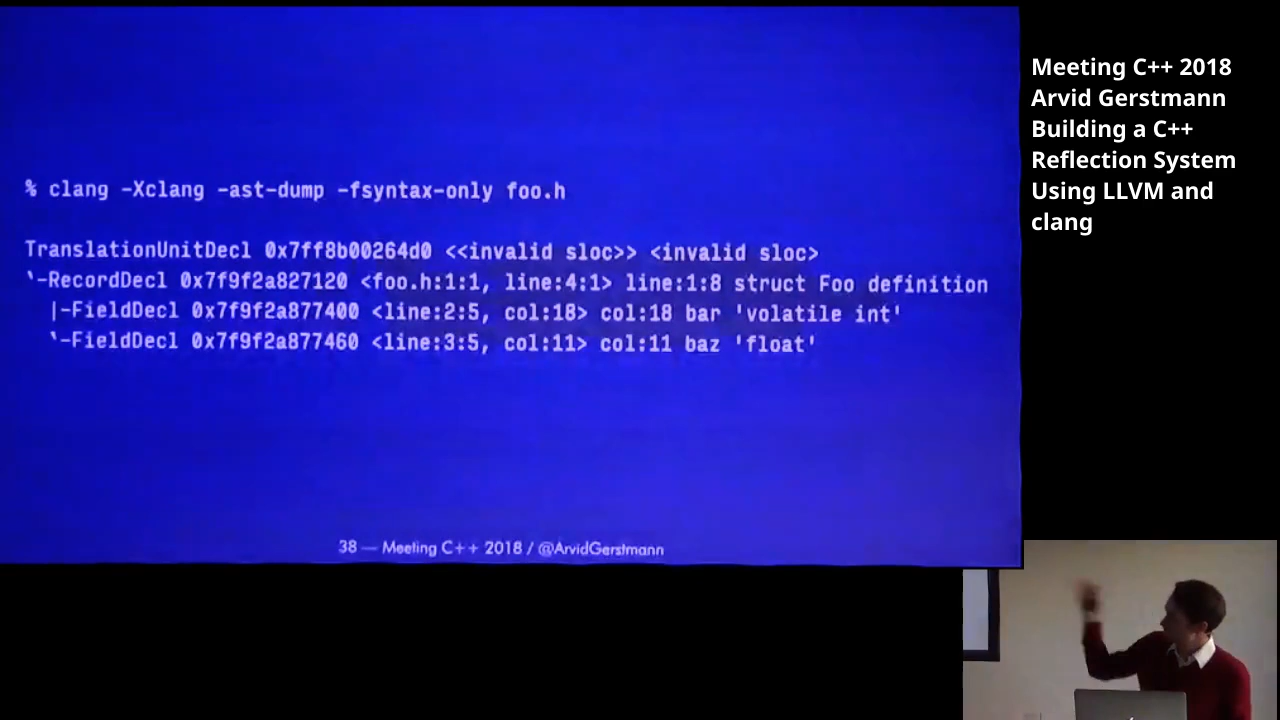 % clang -Xclang -ast-dump -fsyntax-only foo.h
TranslationUnitDecl 0x7ff8b00264d0 <<invalid sloc>> <invalid sloc>
`-RecordDecl 0x7f9f2a827120 <foo.h:1:1, line:4:1> line:1:8 struct Foo definition
|-FieldDecl 0x7f9f2a877400 <line:2:5, col:18> col:18 bar 'volatile int'
`-FieldDecl 0x7f9f2a877460 <line:3:5, col:11> col:11 baz 'float'
38 — Meeting C++ 2018 / @ArvidGerstmann
Meeting C++ 2018
Arvid Gerstmann
Building a C++
Reflection System
Using LLVM and
clang